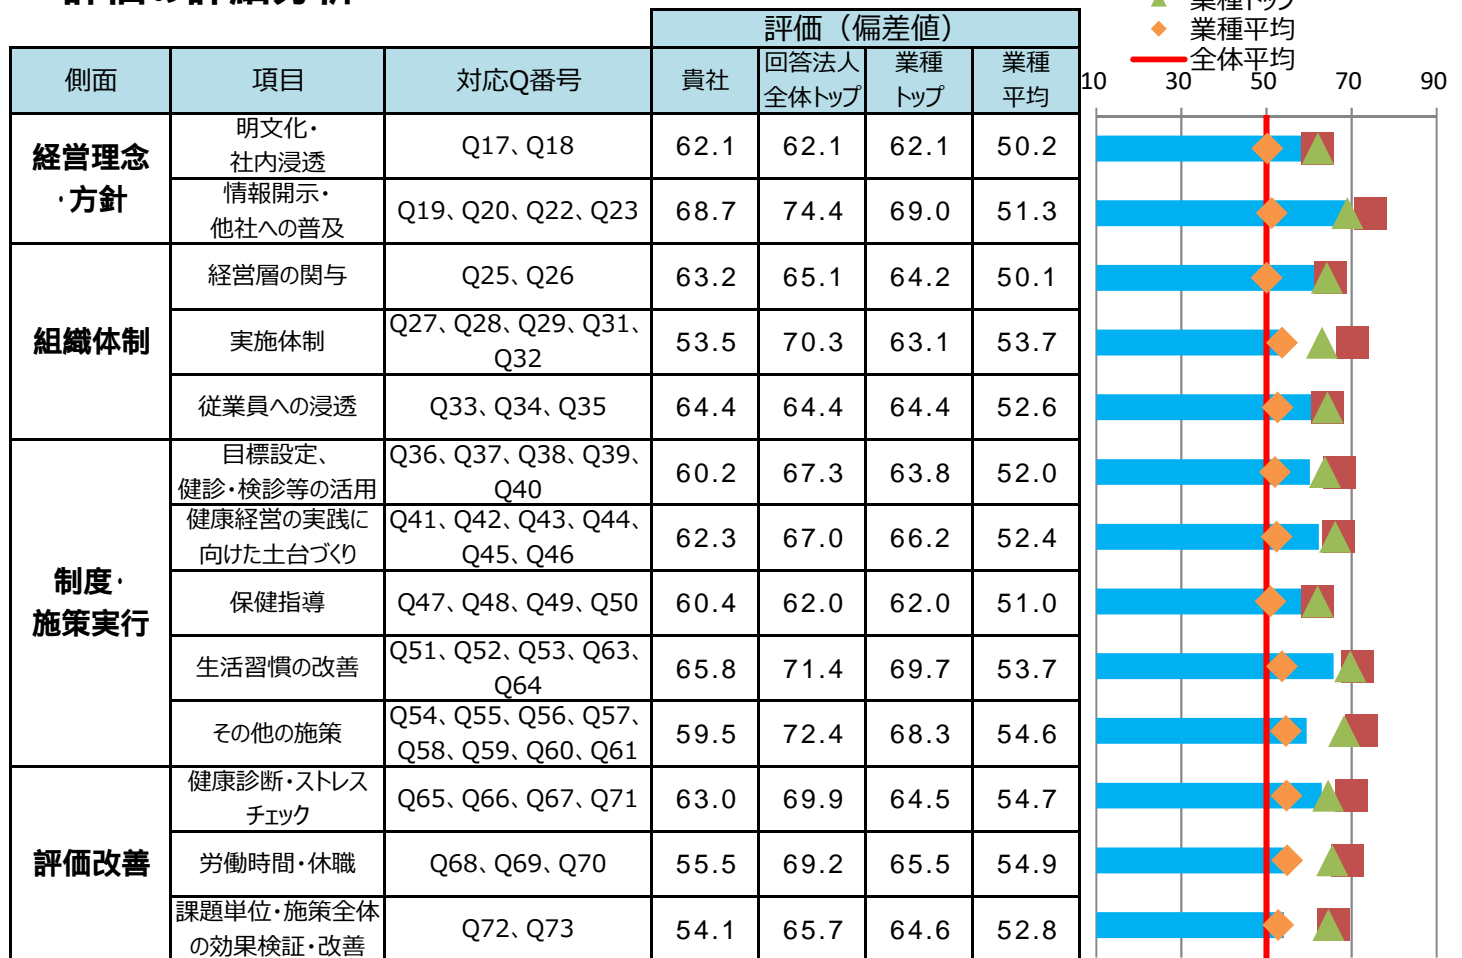 評価の詳細分析
業種トップ
業種平均
全体平均
評価（偏差値）
側面 項目 対応Q番号 貴社 回答法人全体トップ 業種トップ 業種平均
10 30 50 70 90
経営理念・方針
明文化・社内浸透 Q17、Q18 62.1 62.1 62.1 50.2
情報開示・他社への普及 Q19、Q20、Q22、Q23 68.7 74.4 69.0 51.3
組織体制
経営層の関与 Q25、Q26 63.2 65.1 64.2 50.1
実施体制 Q27、Q28、Q29、Q31、Q32 53.5 70.3 63.1 53.7
従業員への浸透 Q33、Q34、Q35 64.4 64.4 64.4 52.6
制度・施策実行
目標設定、健診・検診等の活用 Q36、Q37、Q38、Q39、Q40 60.2 67.3 63.8 52.0
健康経営の実践に向けた土台づくり Q41、Q42、Q43、Q44、Q45、Q46 62.3 67.0 66.2 52.4
保健指導 Q47、Q48、Q49、Q50 60.4 62.0 62.0 51.0
生活習慣の改善 Q51、Q52、Q53、Q63、Q64 65.8 71.4 69.7 53.7
その他の施策 Q54、Q55、Q56、Q57、Q58、Q59、Q60、Q61 59.5 72.4 68.3 54.6
評価改善
健康診断・ストレスチェック Q65、Q66、Q67、Q71 63.0 69.9 64.5 54.7
労働時間・休職 Q68、Q69、Q70 55.5 69.2 65.5 54.9
課題単位・施策全体の効果検証・改善 Q72、Q73 54.1 65.7 64.6 52.8